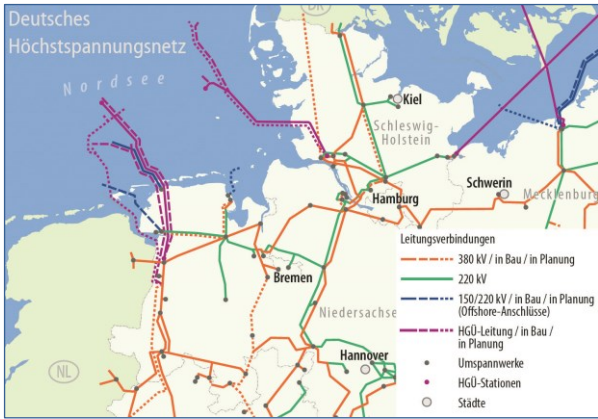 Deutsches
Höchstspannungsnetz
DK
Nordsee
Kiel
Schleswig-
Holstein
Schwerin
Mecklenburg
Hamburg
Bremen
Niedersachse
Hannover
NL
Leitungsverbindungen
380 kV / in Bau / in Planung
220 kV
150/220 kV / in Bau / in Planung
(Offshore-Anschlüsse)
HGÜ-Leitung / in Bau /
in Planung
Umspannwerke
HGÜ-Stationen
Städte